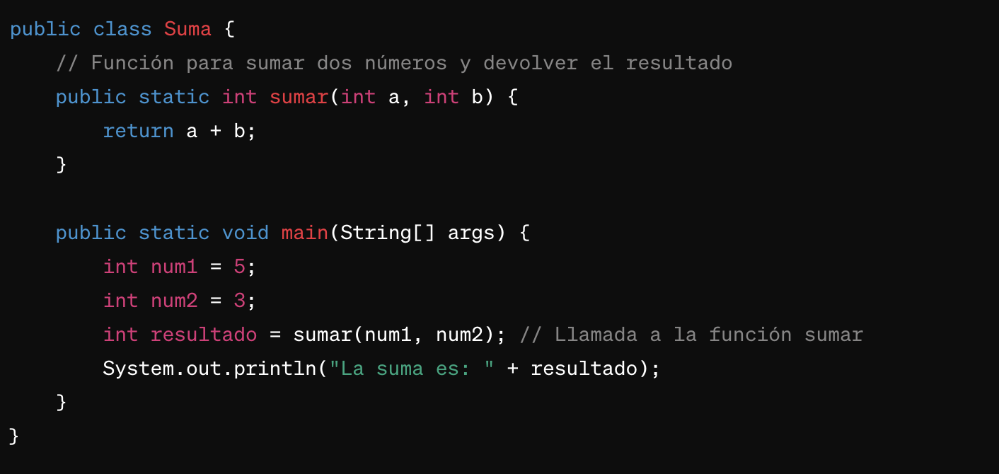 public class Suma {
    // Función para sumar dos números y devolver el resultado
    public static int sumar(int a, int b) {
        return a + b;
    }

    public static void main(String[] args) {
        int num1 = 5;
        int num2 = 3;
        int resultado = sumar(num1, num2); // Llamada a la función sumar
        System.out.println("La suma es: " + resultado);
    }
}